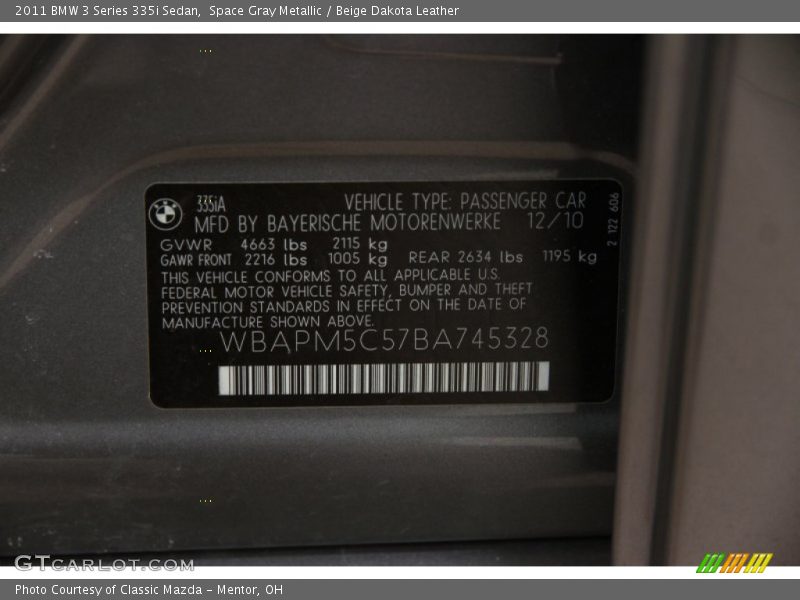 2011 BMW 3 Series 335i Sedan,  Space Gray Metallic / Beige Dakota Leather
335iA VEHICLE TYPE: PASSENGER CAR
MFD BY BAYERISCHE MOTORENWERKE 12/10
GVWR 4663 lbs 2115 kg
GAWR FRONT 2216 lbs 1005 kg REAR 2634 lbs 1195 kg
THIS VEHICLE CONFORMS TO ALL APPLICABLE U.S.
FEDERAL MOTOR VEHICLE SAFETY, BUMPER AND THEFT
PREVENTION STANDARDS IN EFFECT ON THE DATE OF
MANUFACTURE SHOWN ABOVE.
WBAPM5C57BA745328
2 122 606
GTCARLOT.COM
Photo Courtesy of Classic Mazda - Mentor, OH